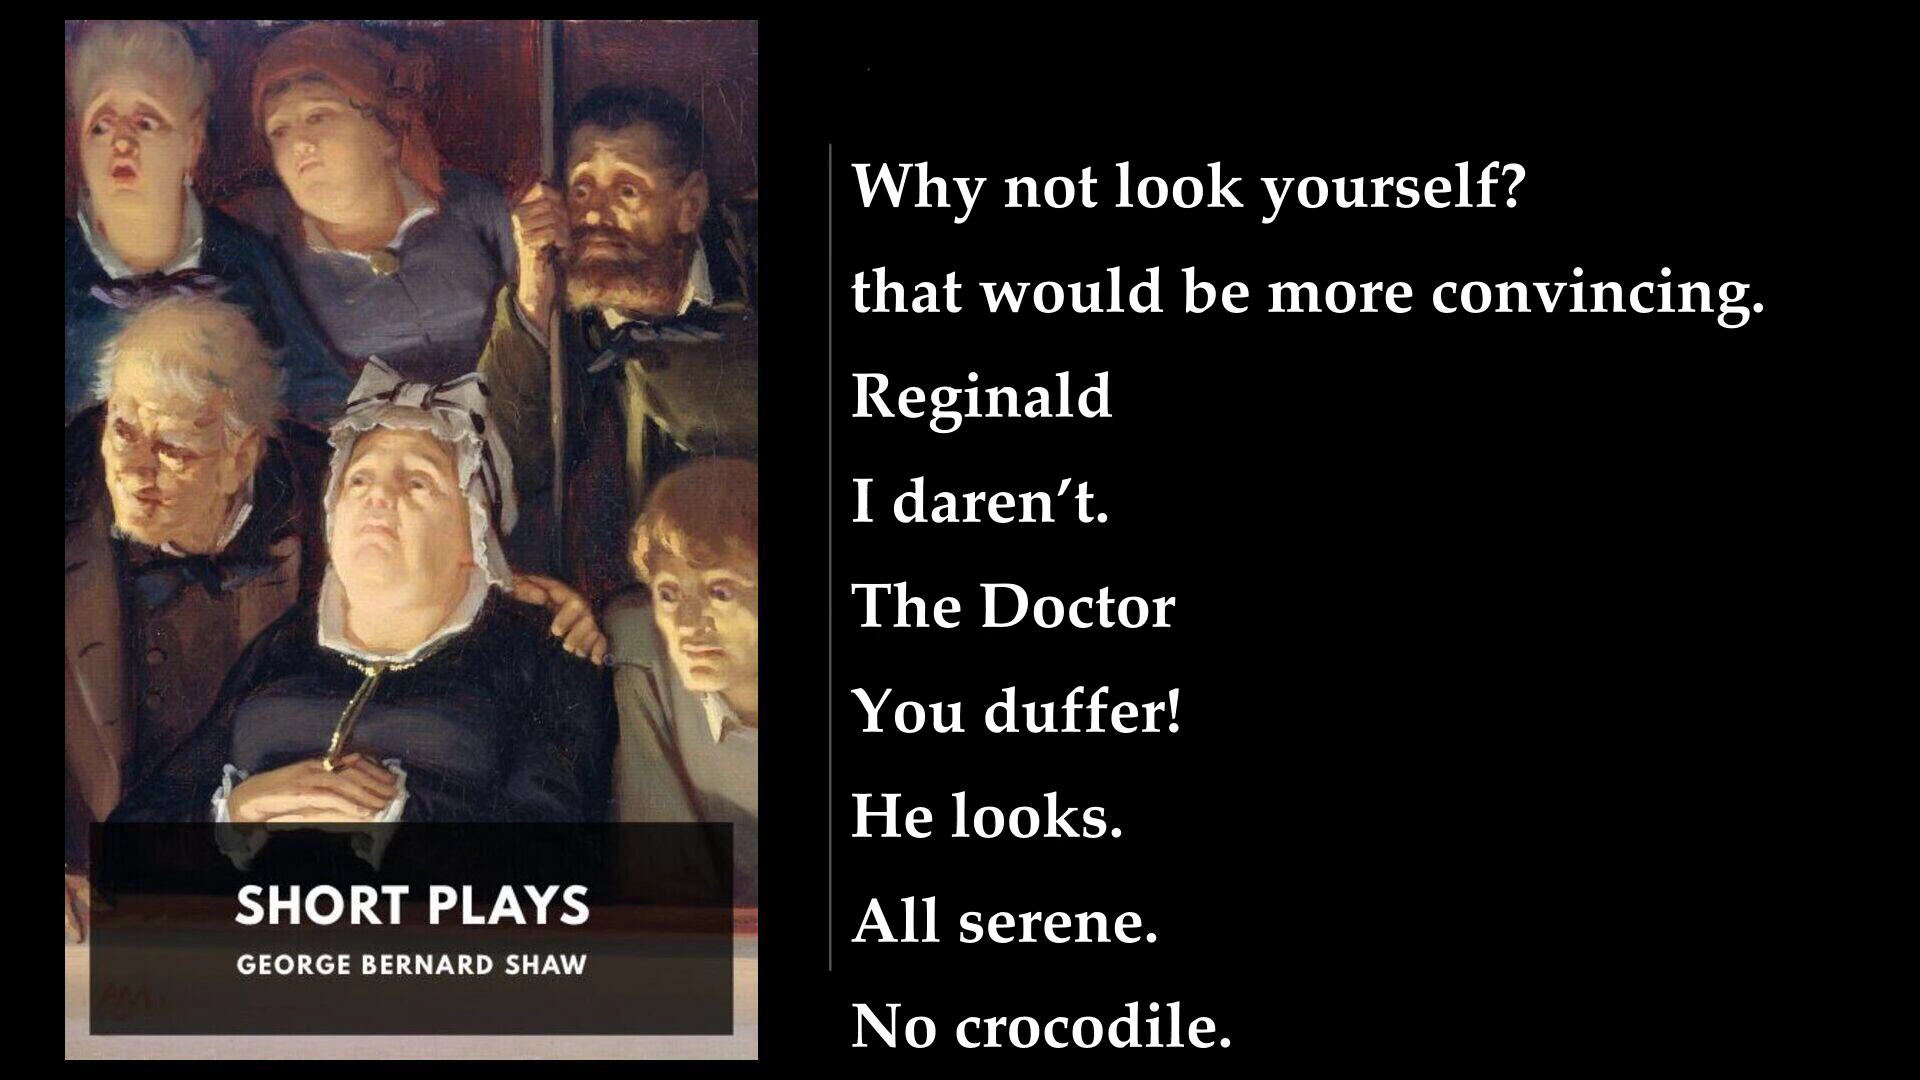 SHORT PLAYS
GEORGE BERNARD SHAW
Why not look yourself?
that would be more convincing.
Reginald
I daren’t.
The Doctor
You duffer!
He looks.
All serene.
No crocodile.